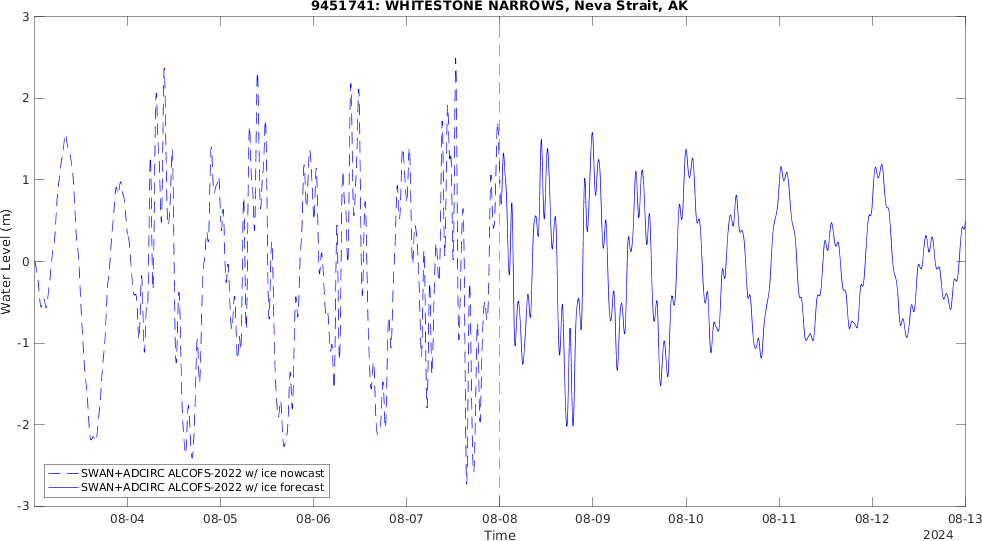 9451741: WHITESTONE NARROWS, Neva Strait, AK
Water Level (m)
3
2
1
0
-1
-2
-3
SWAN+ADCIRC ALCOFS-2022 w/ ice nowcast
SWAN+ADCIRC ALCOFS-2022 w/ ice forecast
08-04 08-05 08-06 08-07 08-08 08-09 08-10 08-11 08-12 08-13
Time
2024